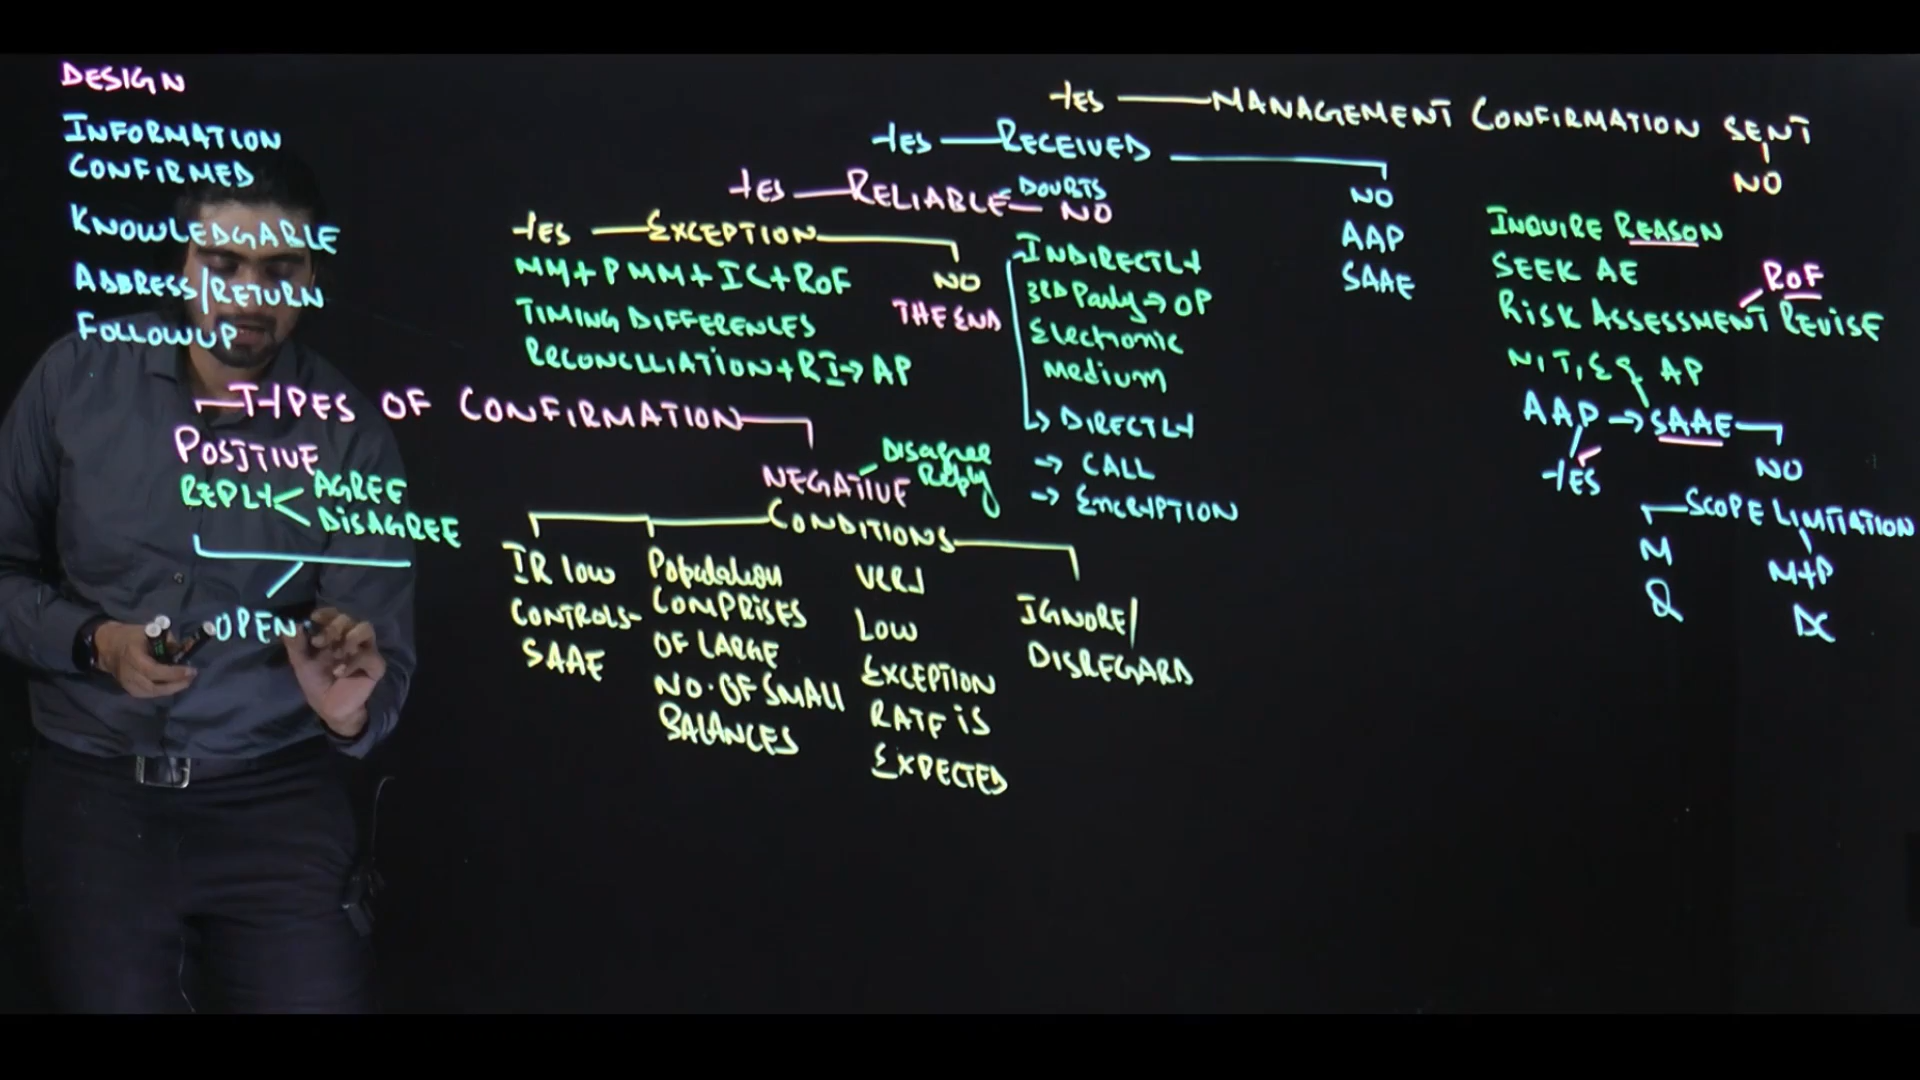 DESIGN
INFORMATION
CONFIRMED
KNOWLEDGABLE
ADDRESS/RETURN
FOLLOWUP
YES MANAGEMENT CONFIRMATION SENT
NO
YES RECEIVED
NO
AAP
SAAE
YES RELIABLE DOUBTS
NO
YES EXCEPTION
NO
THE END
MM+PMM+IC+ROF
TIMING DIFFERENCES
RECONCLLIATION+RI→AP
INDIRECTLY
3RD Party→OP
Electronic
Medium
→DIRECTLY
→ CALL
→ ENCRYPTION
INQUIRE REASON
SEEK AE
ROF
RISK ASSESSMENT REVISE
N,T,E of AP
AAP → SAAE
YES
NO
SCOPE LIMITIATION
M
Q
M+P
DC
TYPES OF CONFIRMATION
POSITIVE
REPLY AGREE
DISAGREE
OPEN
NEGATIVE
Disagree
Reply
CONDITIONS
IR low
CONTROLS-
SAAE
Population
COMPRISES
OF LARGE
NO. OF SMALL
BALANCES
VERY
LOW
EXCEPTION
RATE IS
EXPECTED
IGNORE/
DISREGARD